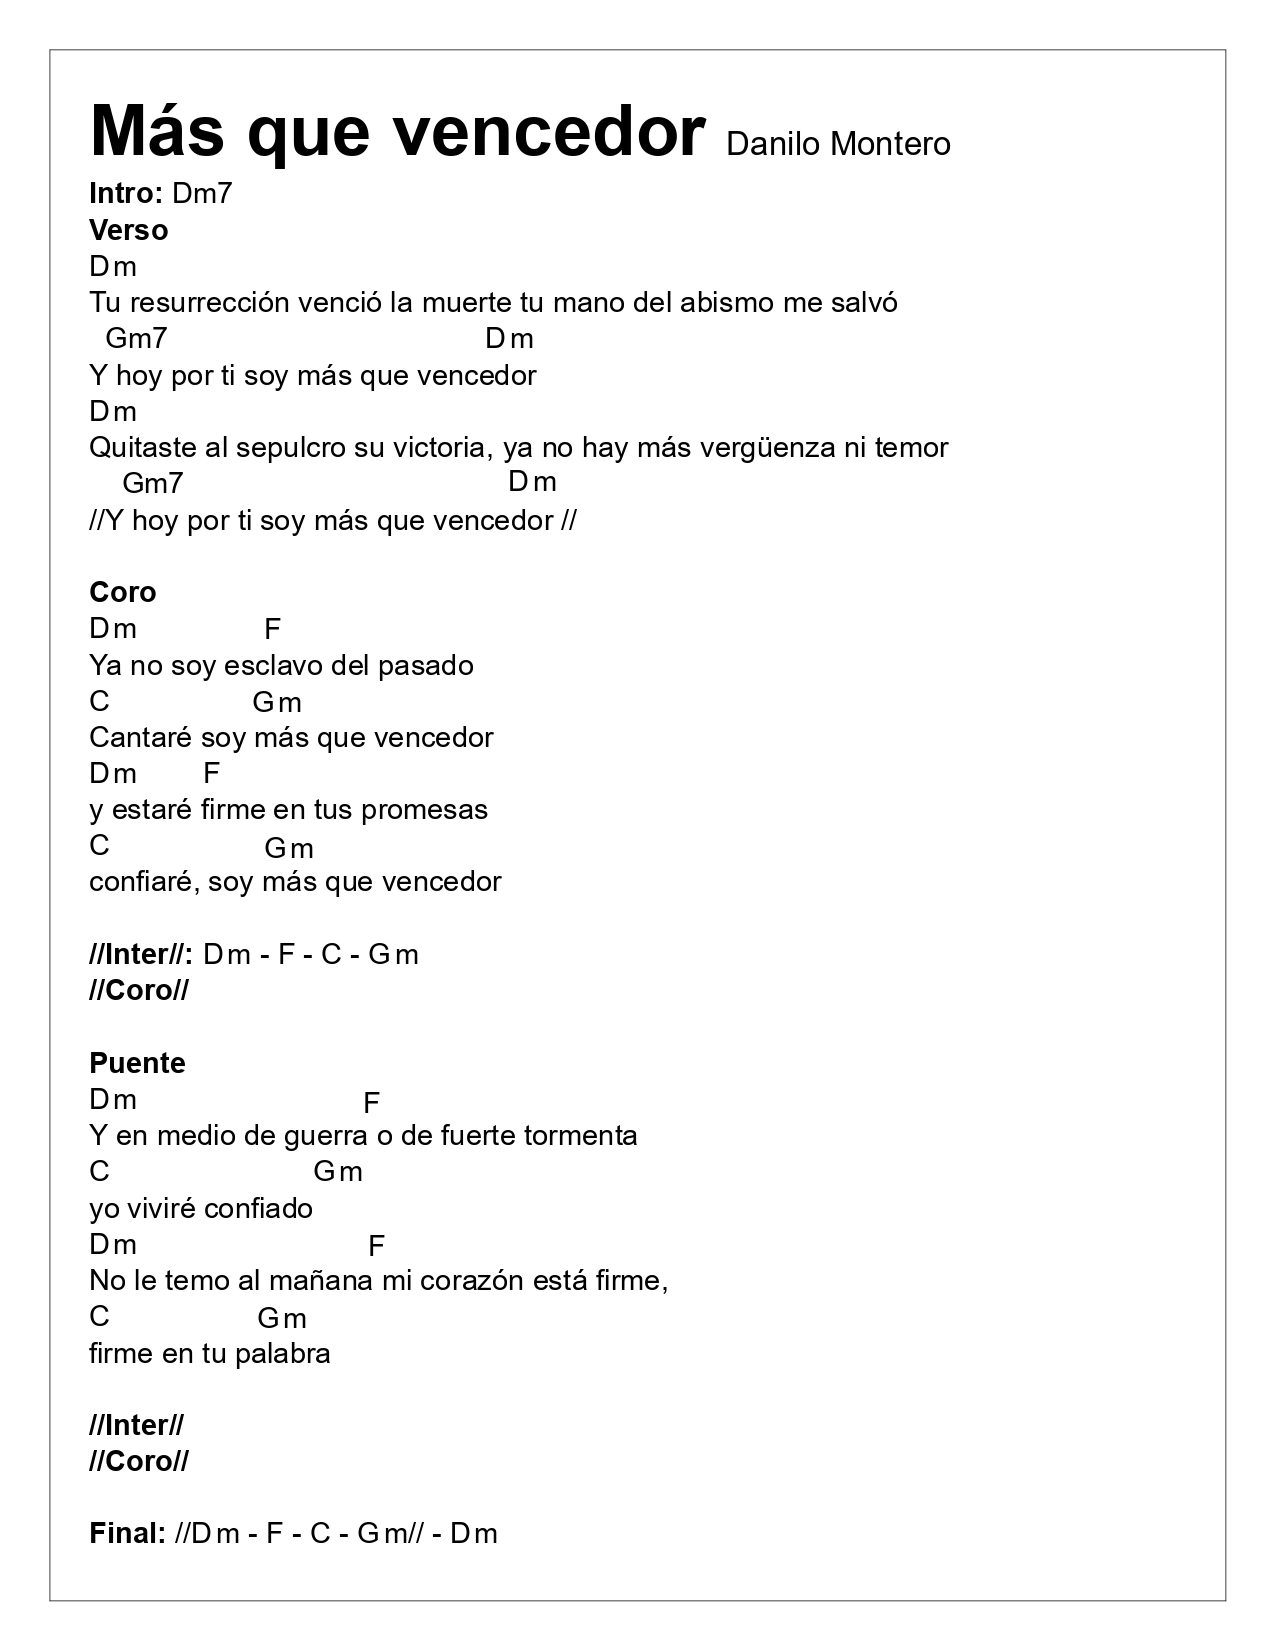 Más que vencedor Danilo Montero
Intro: Dm7
Verso
Dm
Tu resurrección venció la muerte tu mano del abismo me salvó
Gm7 Dm
Y hoy por ti soy más que vencedor
Dm
Quitaste al sepulcro su victoria, ya no hay más vergüenza ni temor
Gm7 Dm
//Y hoy por ti soy más que vencedor //
Coro
Dm F
Ya no soy esclavo del pasado
C Gm
Cantaré soy más que vencedor
Dm F
y estaré firme en tus promesas
C Gm
confiaré, soy más que vencedor
//Inter//: Dm - F - C - Gm
//Coro//
Puente
Dm F
Y en medio de guerra o de fuerte tormenta
C Gm
yo viviré confiado
Dm F
No le temo al mañana mi corazón está firme,
C Gm
firme en tu palabra
//Inter//
//Coro//
Final: //Dm - F - C - Gm// - Dm